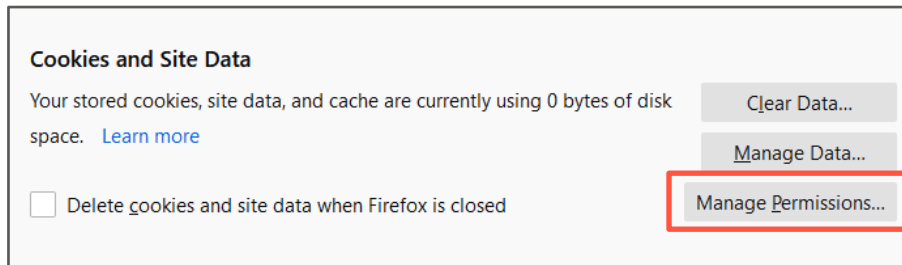 Cookies and Site Data
Your stored cookies, site data, and cache are currently using 0 bytes of disk
space. Learn more
Clear Data...
Manage Data...
Delete cookies and site data when Firefox is closed
Manage Permissions...